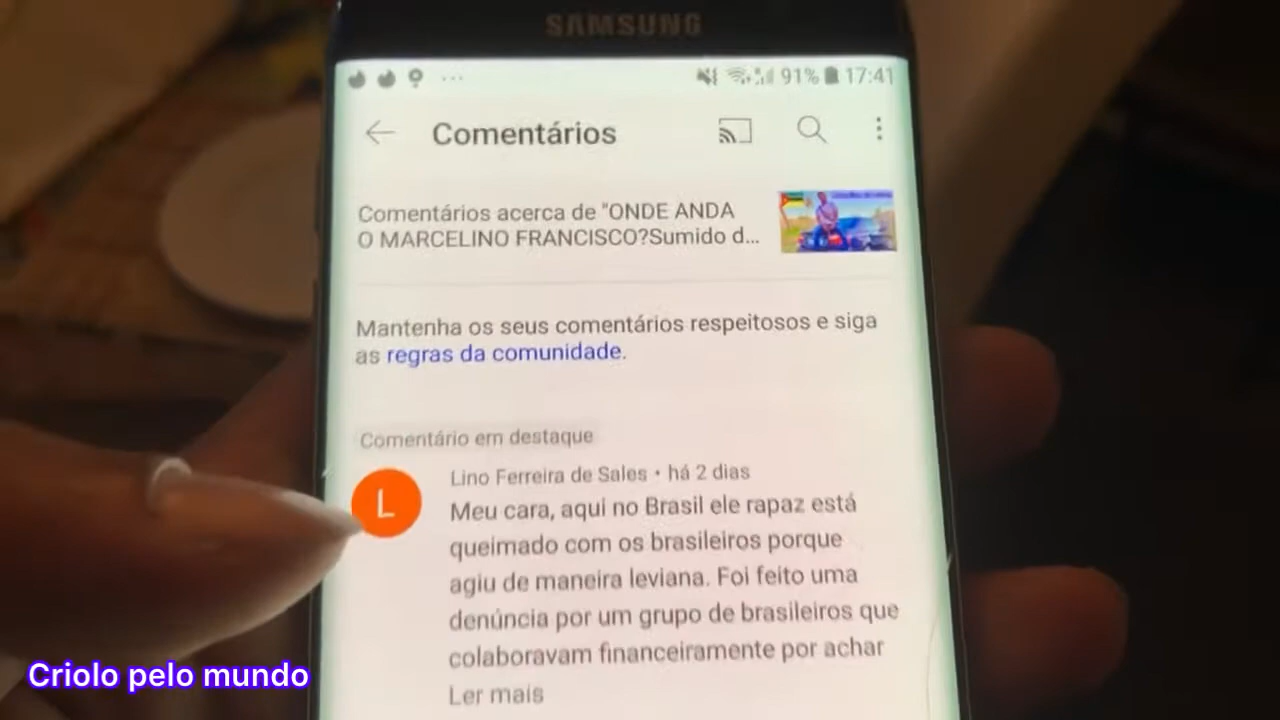 SAMSUNG
91% 17:41
Comentários
Comentários acerca de "ONDE ANDA
O MARCELINO FRANCISCO?Sumido d...
Mantenha os seus comentários respeitosos e siga
as regras da comunidade.
Comentário em destaque
Lino Ferreira de Sales • há 2 dias
L
Meu cara, aqui no Brasil ele rapaz está
queimado com os brasileiros porque
agiu de maneira leviana. Foi feito uma
denúncia por um grupo de brasileiros que
colaboravam financeiramente por achar
Ler mais
Criolo pelo mundo